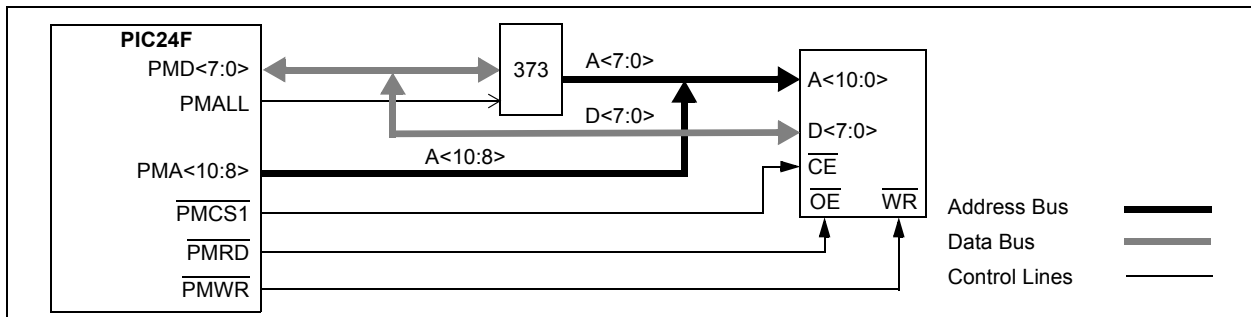 PIC24F
PMD<7:0>
373
A<7:0>
A<10:0>
PMALL
D<7:0>
D<7:0>
A<10:8>
PMA<10:8>
CE
PMCS1
OE WR
Address Bus
PMRD
Data Bus
PMWR
Control Lines